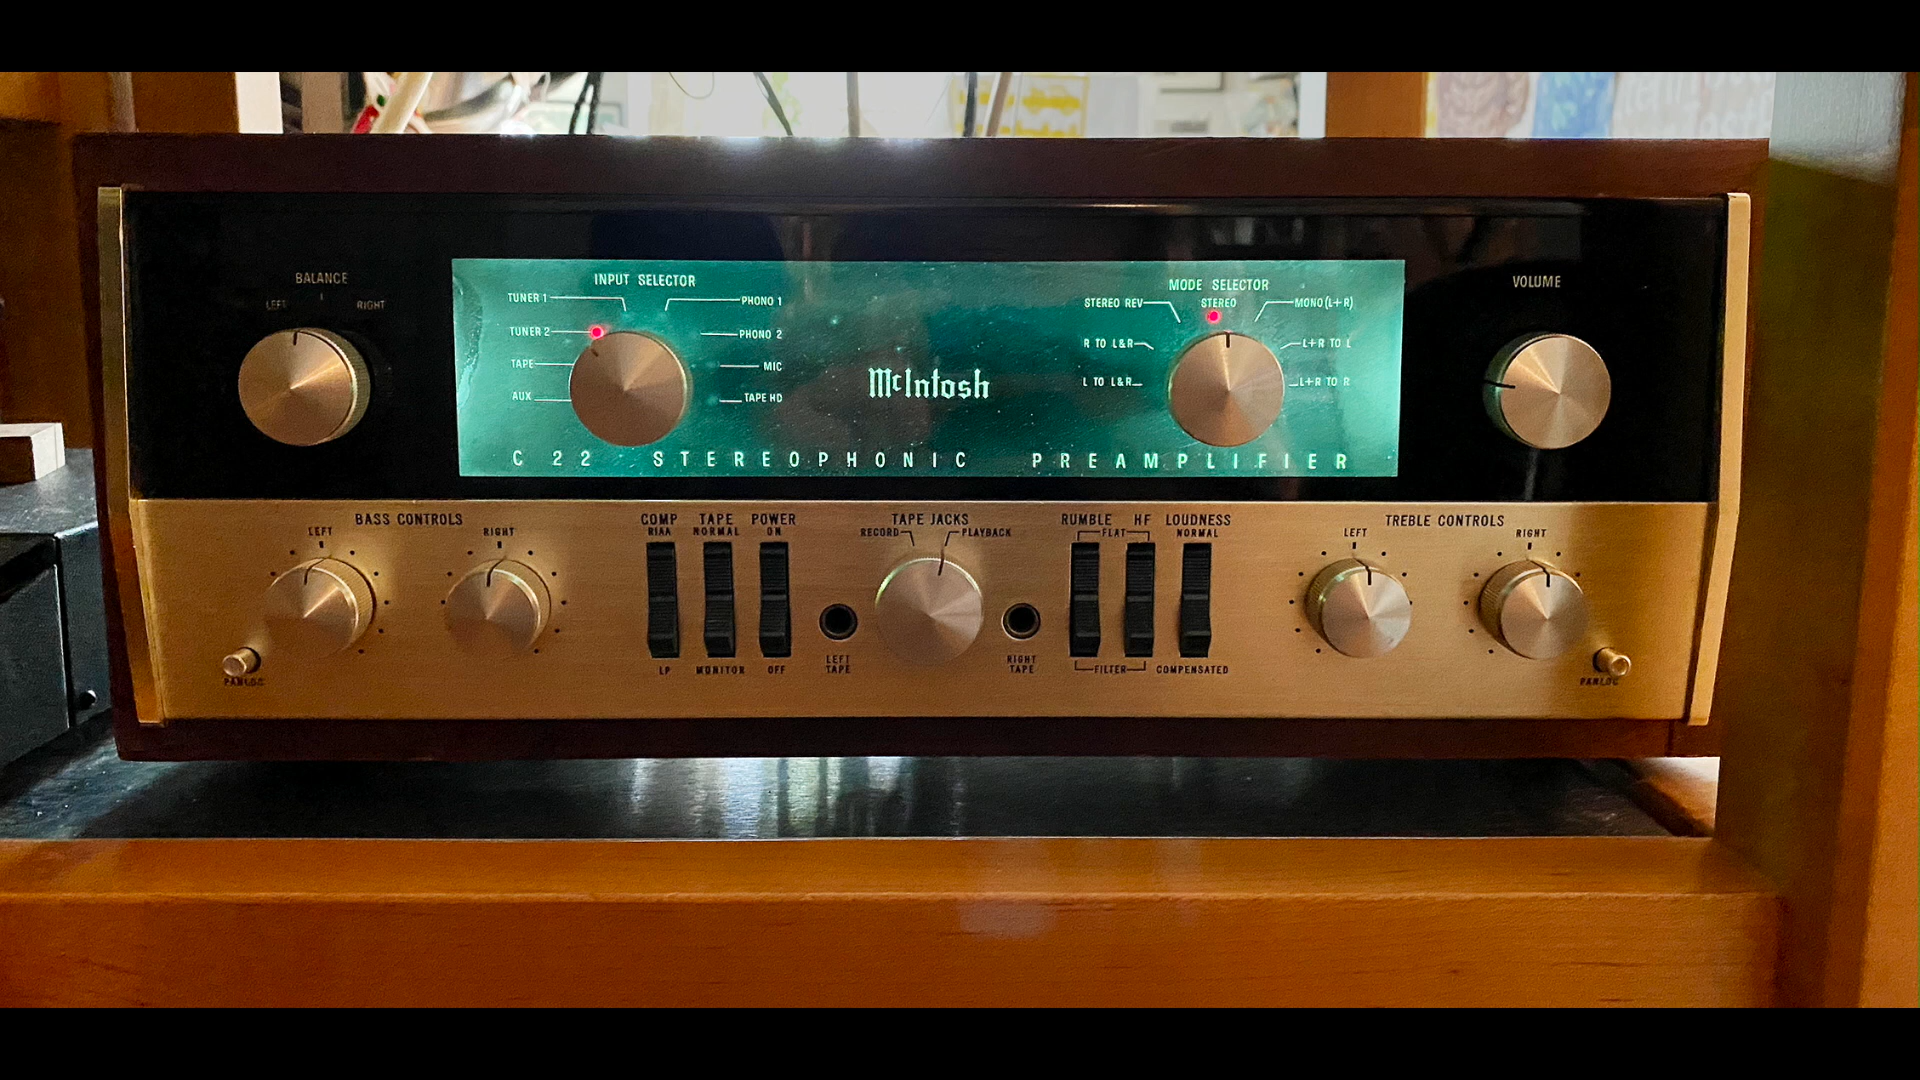 BALANCE
LEFT RIGHT
INPUT SELECTOR
TUNER 1 PHONO 1
TUNER 2 PHONO 2
TAPE MIC
AUX TAPE HD
McIntosh
MODE SELECTOR
STEREO REV STEREO MONO(L+R)
R TO L&R L+R TO L
L TO L&R L+R TO R
VOLUME
C 22 STEREOPHONIC PREAMPLIFIER
BASS CONTROLS
LEFT RIGHT
COMP TAPE POWER
RIAA NORMAL ON
LP MONITOR OFF
TAPE JACKS
RECORD PLAYBACK
LEFT TAPE
RIGHT TAPE
RUMBLE HF LOUDNESS
FLAT NORMAL
FILTER COMPENSATED
TREBLE CONTROLS
LEFT RIGHT
PANLOC
PANLOC